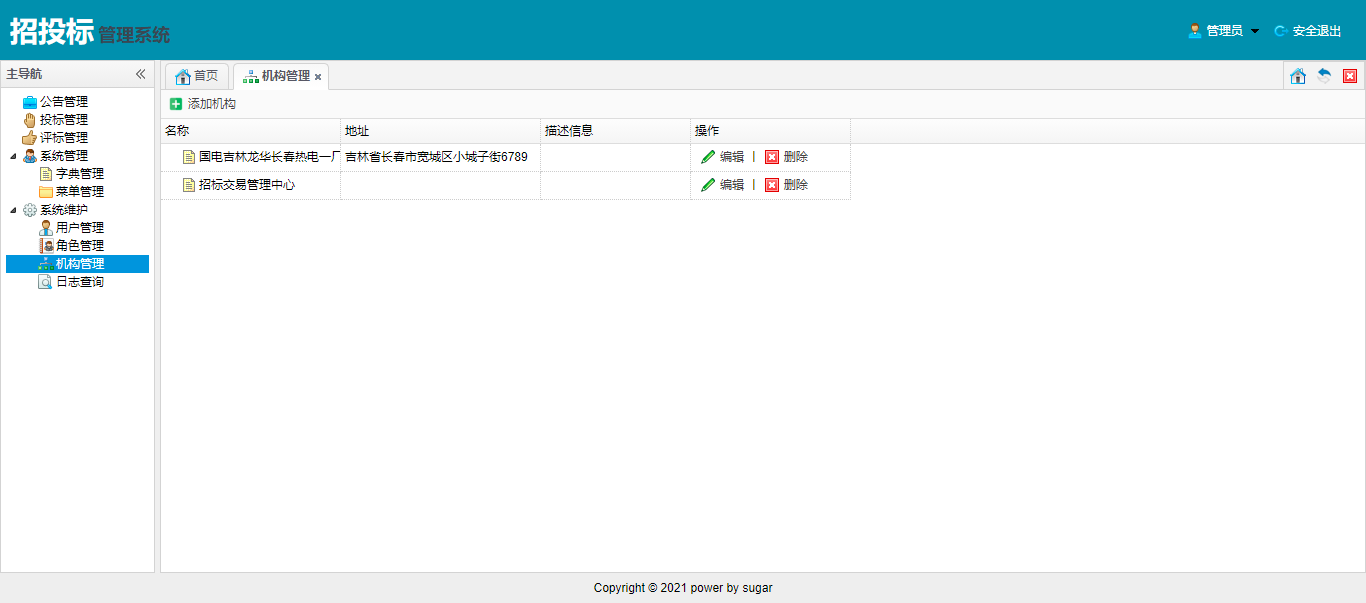 招投标 管理系统
管理员 安全退出
主导航
首页 机构管理
公告管理
投标管理
评标管理
系统管理
字典管理
菜单管理
系统维护
用户管理
角色管理
机构管理
日志查询
添加机构
名称 地址 描述信息 操作
国电吉林龙华长春热电一厂 吉林省长春市宽城区小城子街6789 编辑 | 删除
招标交易管理中心 编辑 | 删除
Copyright © 2021 power by sugar